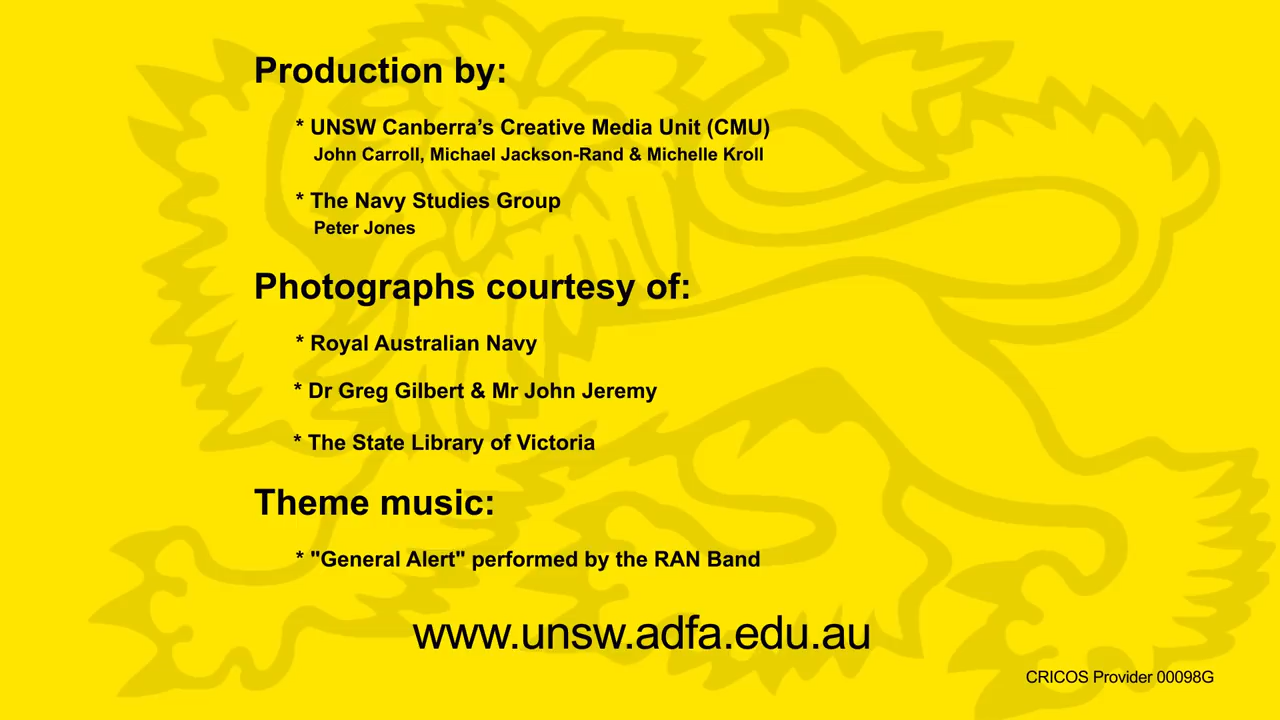 Production by:
* UNSW Canberra’s Creative Media Unit (CMU)
John Carroll, Michael Jackson-Rand & Michelle Kroll
* The Navy Studies Group
Peter Jones
Photographs courtesy of:
* Royal Australian Navy
* Dr Greg Gilbert & Mr John Jeremy
* The State Library of Victoria
Theme music:
* "General Alert" performed by the RAN Band
www.unsw.adfa.edu.au
CRICOS Provider 00098G